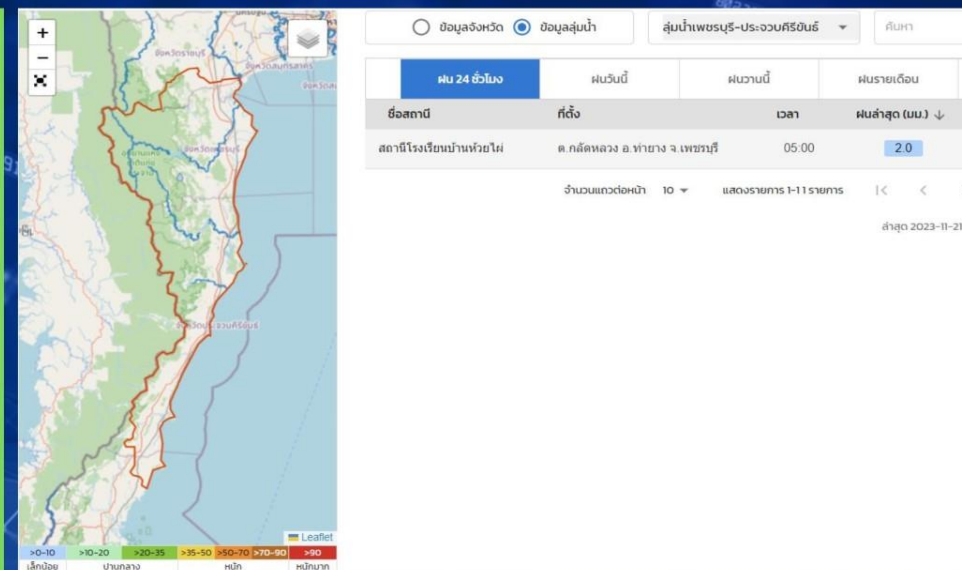 +
−
ข้อมูลจังหวัด ข้อมูลลุ่มน้ำ ลุ่มน้ำเพชรบุรี-ประจวบคีรีขันธ์ ค้นหา
ฝน 24 ชั่วโมง ฝนวันนี้ ฝนวานนี้ ฝนรายเดือน
ชื่อสถานี ที่ตั้ง เวลา ฝนล่าสุด (มม.) ↓
สถานีโรงเรียนบ้านห้วยไผ่ ต.กลัดหลวง อ.ท่ายาง จ.เพชรบุรี 05:00 2.0
จำนวนแถวต่อหน้า 10 แสดงรายการ 1-1 1 รายการ
ล่าสุด 2023-11-21
จังหวัดราชบุรี
จังหวัดสมุทรสาคร
จังหวัดเพชรบุรี
จังหวัดประจวบคีรีขันธ์
Leaflet
>0-10 >10-20 >20-35 >35-50 >50-70 >70-90 >90
เล็กน้อย ปานกลาง หนัก หนักมาก